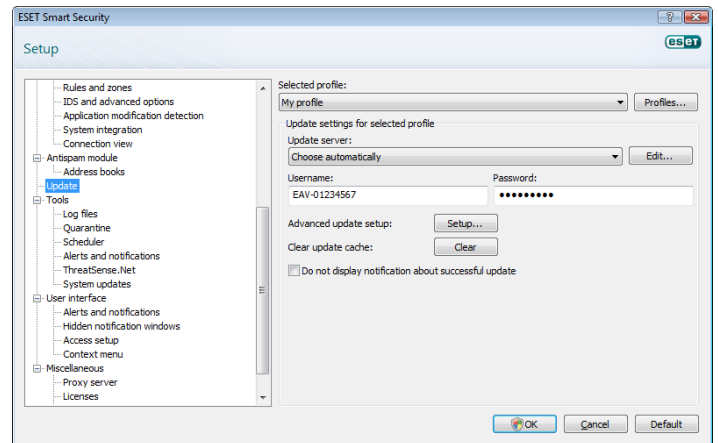 ESET Smart Security
Setup
eset
Rules and zones
IDS and advanced options
Application modification detection
System integration
Connection view
Antispam module
Address books
Update
Tools
Log files
Quarantine
Scheduler
Alerts and notifications
ThreatSense.Net
System updates
User interface
Alerts and notifications
Hidden notification windows
Access setup
Context menu
Miscellaneous
Proxy server
Licenses
Selected profile:
My profile
Profiles...
Update settings for selected profile
Update server:
Choose automatically
Edit...
Username: Password:
EAV-01234567 •••••••••
Advanced update setup: Setup...
Clear update cache: Clear
Do not display notification about successful update
OK Cancel Default